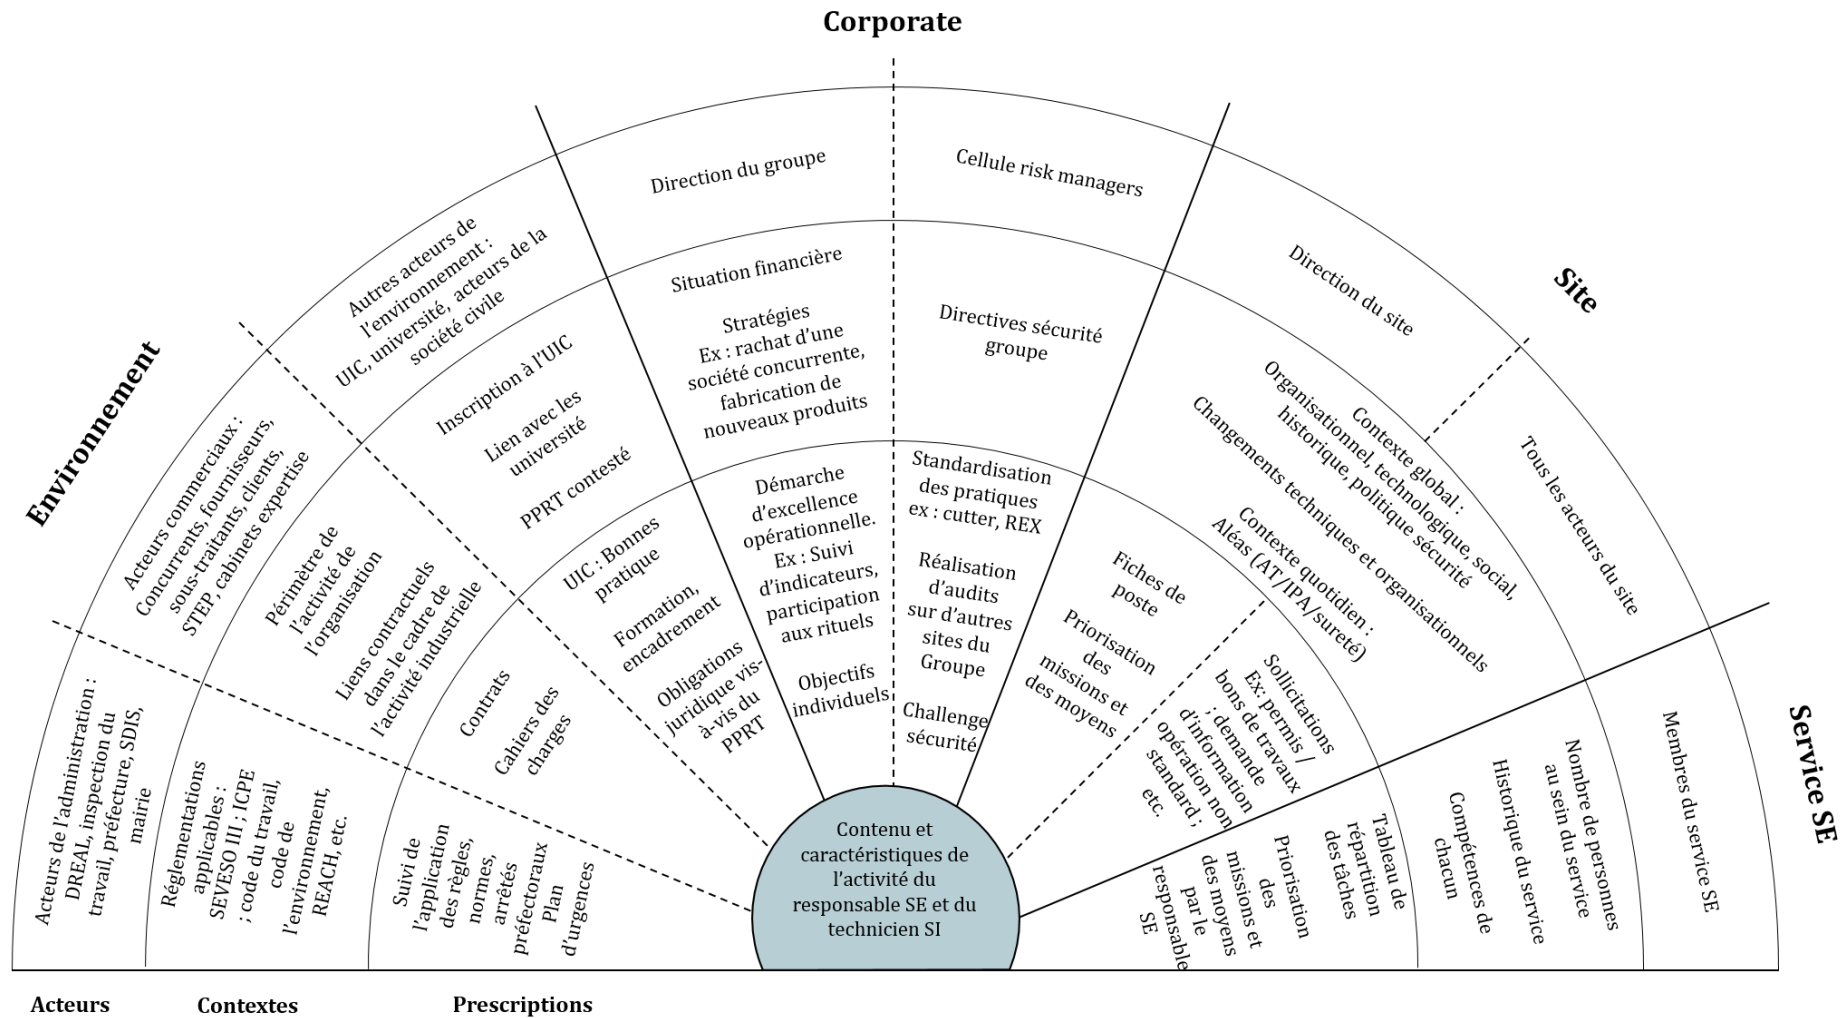 Corporate
Environnement
Site
Service SE
Acteurs de l'administration :
DREAL, inspection du
travail, préfecture, SDIS,
mairie
Réglementations
applicables :
SEVESO III ; ICPE
; code du travail,
code de
l'environnement,
REACH, etc.
Suivi de
l'application
des règles,
normes,
arrétés
préfectoraux
Plan
d'urgences
Acteurs commerciaux :
Concurrents, fournisseurs,
sous-traitants, clients,
STEP, cabinets expertise
Périmètre de
l'activité de
l'organisation
Liens contractuels
dans le cadre de
l'activité industrielle
Contrats
Cahiers des
charges
Autres acteurs de
l'environnement :
UIC, université, acteurs de la
société civile
Inscription à l'UIC
Lien avec les
université
PPRT contesté
UIC : Bonnes
pratique
Formation,
encadrement
Obligations
juridique vis-
à-vis du
PPRT
Direction du groupe
Situation financière
Stratégies
Ex : rachat d'une
société concurrente,
fabrication de
nouveaux produits
Démarche
d'excellence
opérationnelle.
Ex : Suivi
d'indicateurs,
participation
aux rituels
Objectifs
individuels
Cellule risk managers
Directives sécurité
groupe
Standardisation
des pratiques
ex : cutter, REX
Réalisation
d'audits
sur d'autres
sites du
Groupe
Challenge
sécurité
Direction du site
Tous les acteurs du site
Contexte global :
Organisationnel, technologique, social,
historique, politique sécurité
Changements techniques et organisationnels
Contexte quotidien :
Aléas (AT/IPA/sureté)
Fiches de
poste
Priorisation
des
missions et
des moyens
Sollicitations
Ex: permis /
bons de travaux
; demande
d'information
opération non
standard ;
etc.
Membres du service SE
Nombre de personnes
au sein du service
Historique du service
Compétences de
chacun
Tableau de
répartition
des tâches
Priorisation
des
missions et
des moyens
par le
responsable
SE
Contenu et
caractéristiques de
l'activité du
responsable SE et du
technicien SI
Acteurs
Contextes
Prescriptions